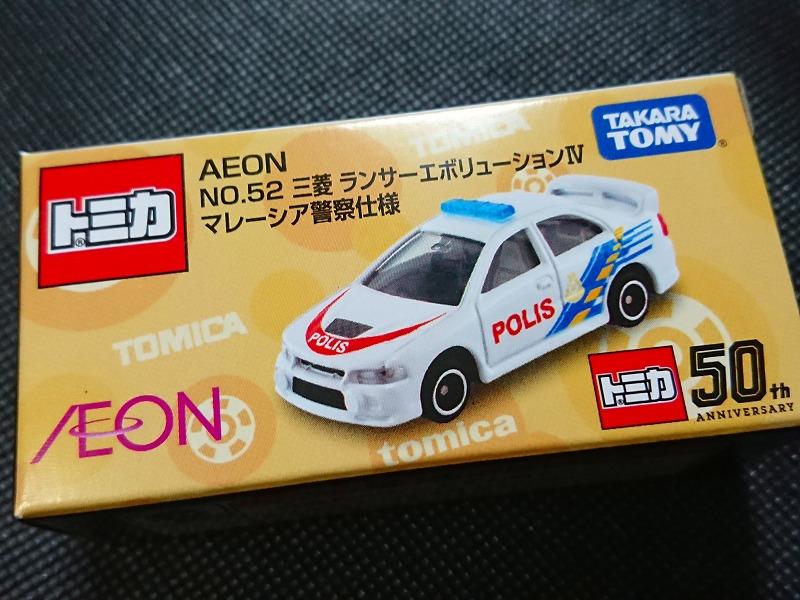 TOMICA
TAKARA
TOMY
®
トミカ
®
AEON
NO.52 三菱 ランサーエボリューションⅣ
マレーシア警察仕様
POLIS
POLIS
TOMICA
AEON
tomica
トミカ
®
50th
ANNIVERSARY